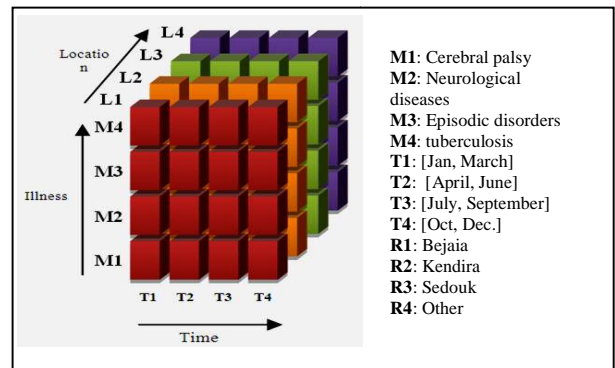 L4
Locatio
n
L3
L2
L1
M4
M3
Illness
M2
M1
T1 T2 T3 T4
Time
M1: Cerebral palsy
M2: Neurological
diseases
M3: Episodic disorders
M4: tuberculosis
T1: [Jan, March]
T2: [April, June]
T3: [July, September]
T4: [Oct, Dec.]
R1: Bejaia
R2: Kendira
R3: Sedouk
R4: Other